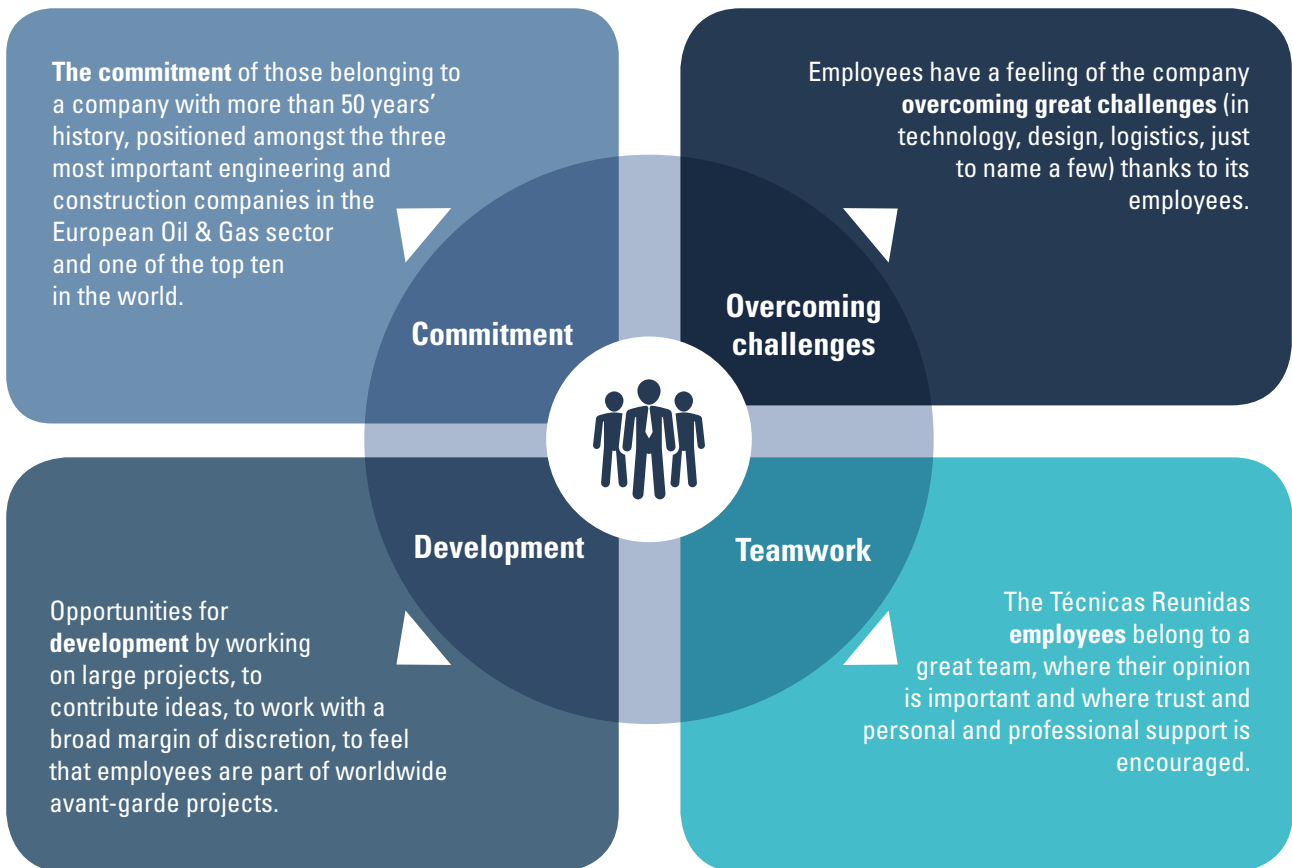 The commitment of those belonging to
a company with more than 50 years’
history, positioned amongst the three
most important engineering and
construction companies in the
European Oil & Gas sector
and one of the top ten
in the world.
Commitment
Employees have a feeling of the company
overcoming great challenges (in
technology, design, logistics, just
to name a few) thanks to its
employees.
Overcoming
challenges
Development
Opportunities for
development by working
on large projects, to
contribute ideas, to work with a
broad margin of discretion, to feel
that employees are part of worldwide
avant-garde projects.
Teamwork
The Técnicas Reunidas
employees belong to a
great team, where their opinion
is important and where trust and
personal and professional support is
encouraged.